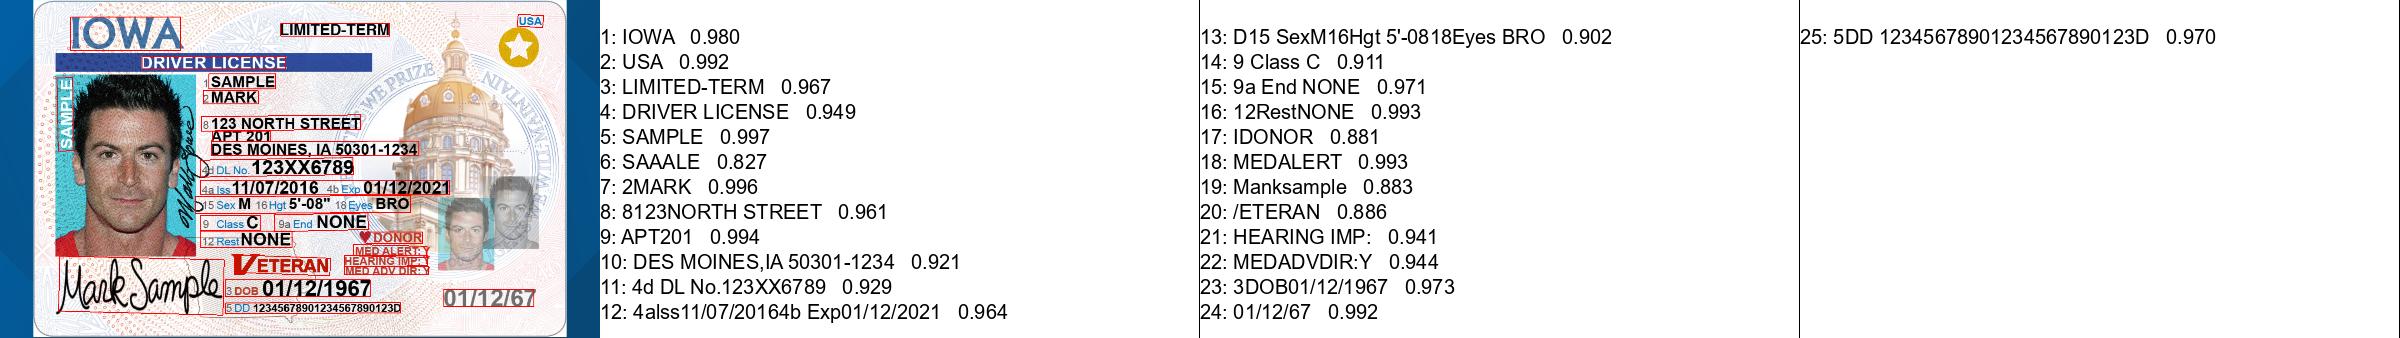 IOWA
LIMITED-TERM
USA
DRIVER LICENSE
SAMPLE
1 SAMPLE
2 MARK
8 123 NORTH STREET
APT 201
DES MOINES, IA 50301-1234
4d DL No. 123XX6789
4a Iss 11/07/2016 4b Exp 01/12/2021
15 Sex M 16 Hgt 5'-08" 18 Eyes BRO
9 Class C 9a End NONE
12 Rest NONE
DONOR
MED ALERT: Y
HEARING IMP: Y
MED ADV DIR: Y
VETERAN
Mark Sample
Mark Sample
3 DOB 01/12/1967
5 DD 12345678901234567890123D
01/12/67
1: IOWA 0.980
2: USA 0.992
3: LIMITED-TERM 0.967
4: DRIVER LICENSE 0.949
5: SAMPLE 0.997
6: SAAALE 0.827
7: 2MARK 0.996
8: 8123NORTH STREET 0.961
9: APT201 0.994
10: DES MOINES,IA 50301-1234 0.921
11: 4d DL No.123XX6789 0.929
12: 4alss11/07/20164b Exp01/12/2021 0.964
13: D15 SexM16Hgt 5'-0818Eyes BRO 0.902
14: 9 Class C 0.911
15: 9a End NONE 0.971
16: 12RestNONE 0.993
17: IDONOR 0.881
18: MEDALERT 0.993
19: Manksample 0.883
20: /ETERAN 0.886
21: HEARING IMP: 0.941
22: MEDADVDIR:Y 0.944
23: 3DOB01/12/1967 0.973
24: 01/12/67 0.992
25: 5DD 12345678901234567890123D 0.970